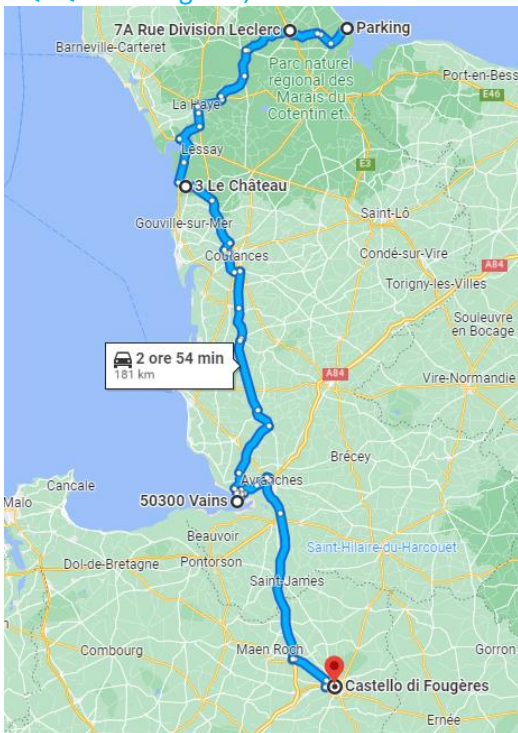 7A Rue Division Leclerc
Parking
Barneville-Carteret
Parc naturel
régional des
Marais du
Cotentin et...
Port-en-Bess
E46
La Haye
Lessay
E3
3 Le Château
Saint-Lô
Gouville-sur-Mer
Coutances
Condé-sur-Vire
A84
Torigny-les-Villes
Souleuvre
en Bocage
2 ore 54 min
181 km
A84
Vire-Normandie
Brécey
Cancale
Avranches
50300 Vains
Malo
Beauvoir
Saint-Hilaire-du-Harcouët
Dol-de-Bretagne
Pontorson
Saint-James
Combourg
Maen Roch
Gorron
Castello di Fougères
Ernée